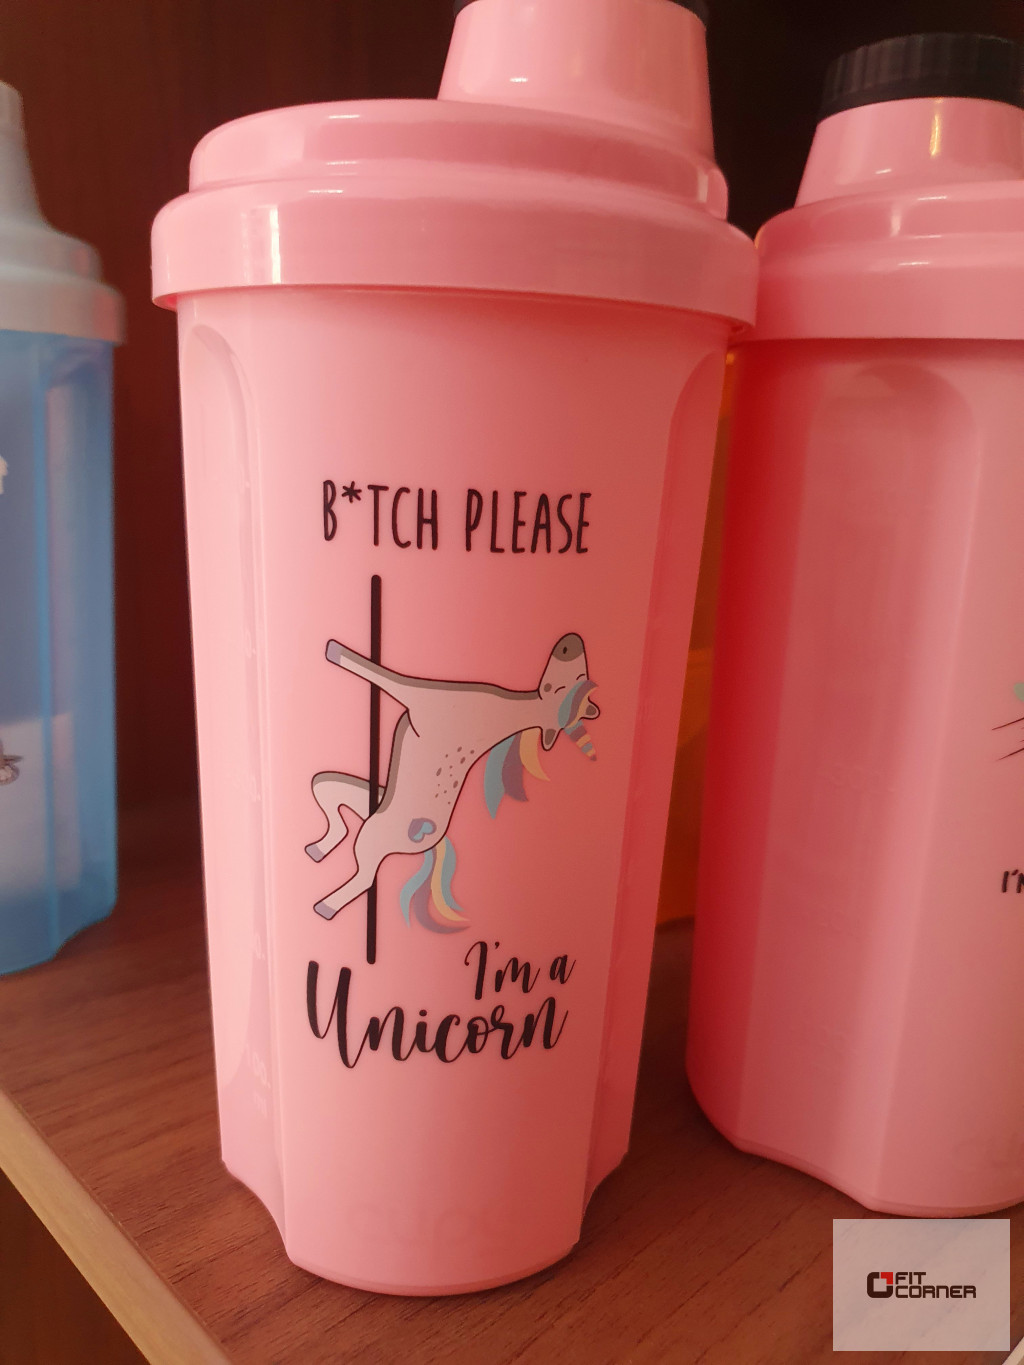 B*TCH PLEASE
I'm a
Unicorn
I'M
FIT
CORNER